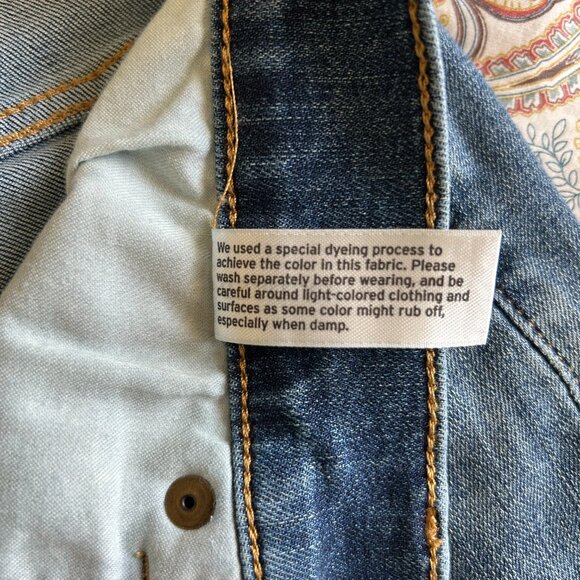 We used a special dyeing process to
achieve the color in this fabric. Please
wash separately before wearing, and be
careful around light-colored clothing and
surfaces as some color might rub off,
especially when damp.